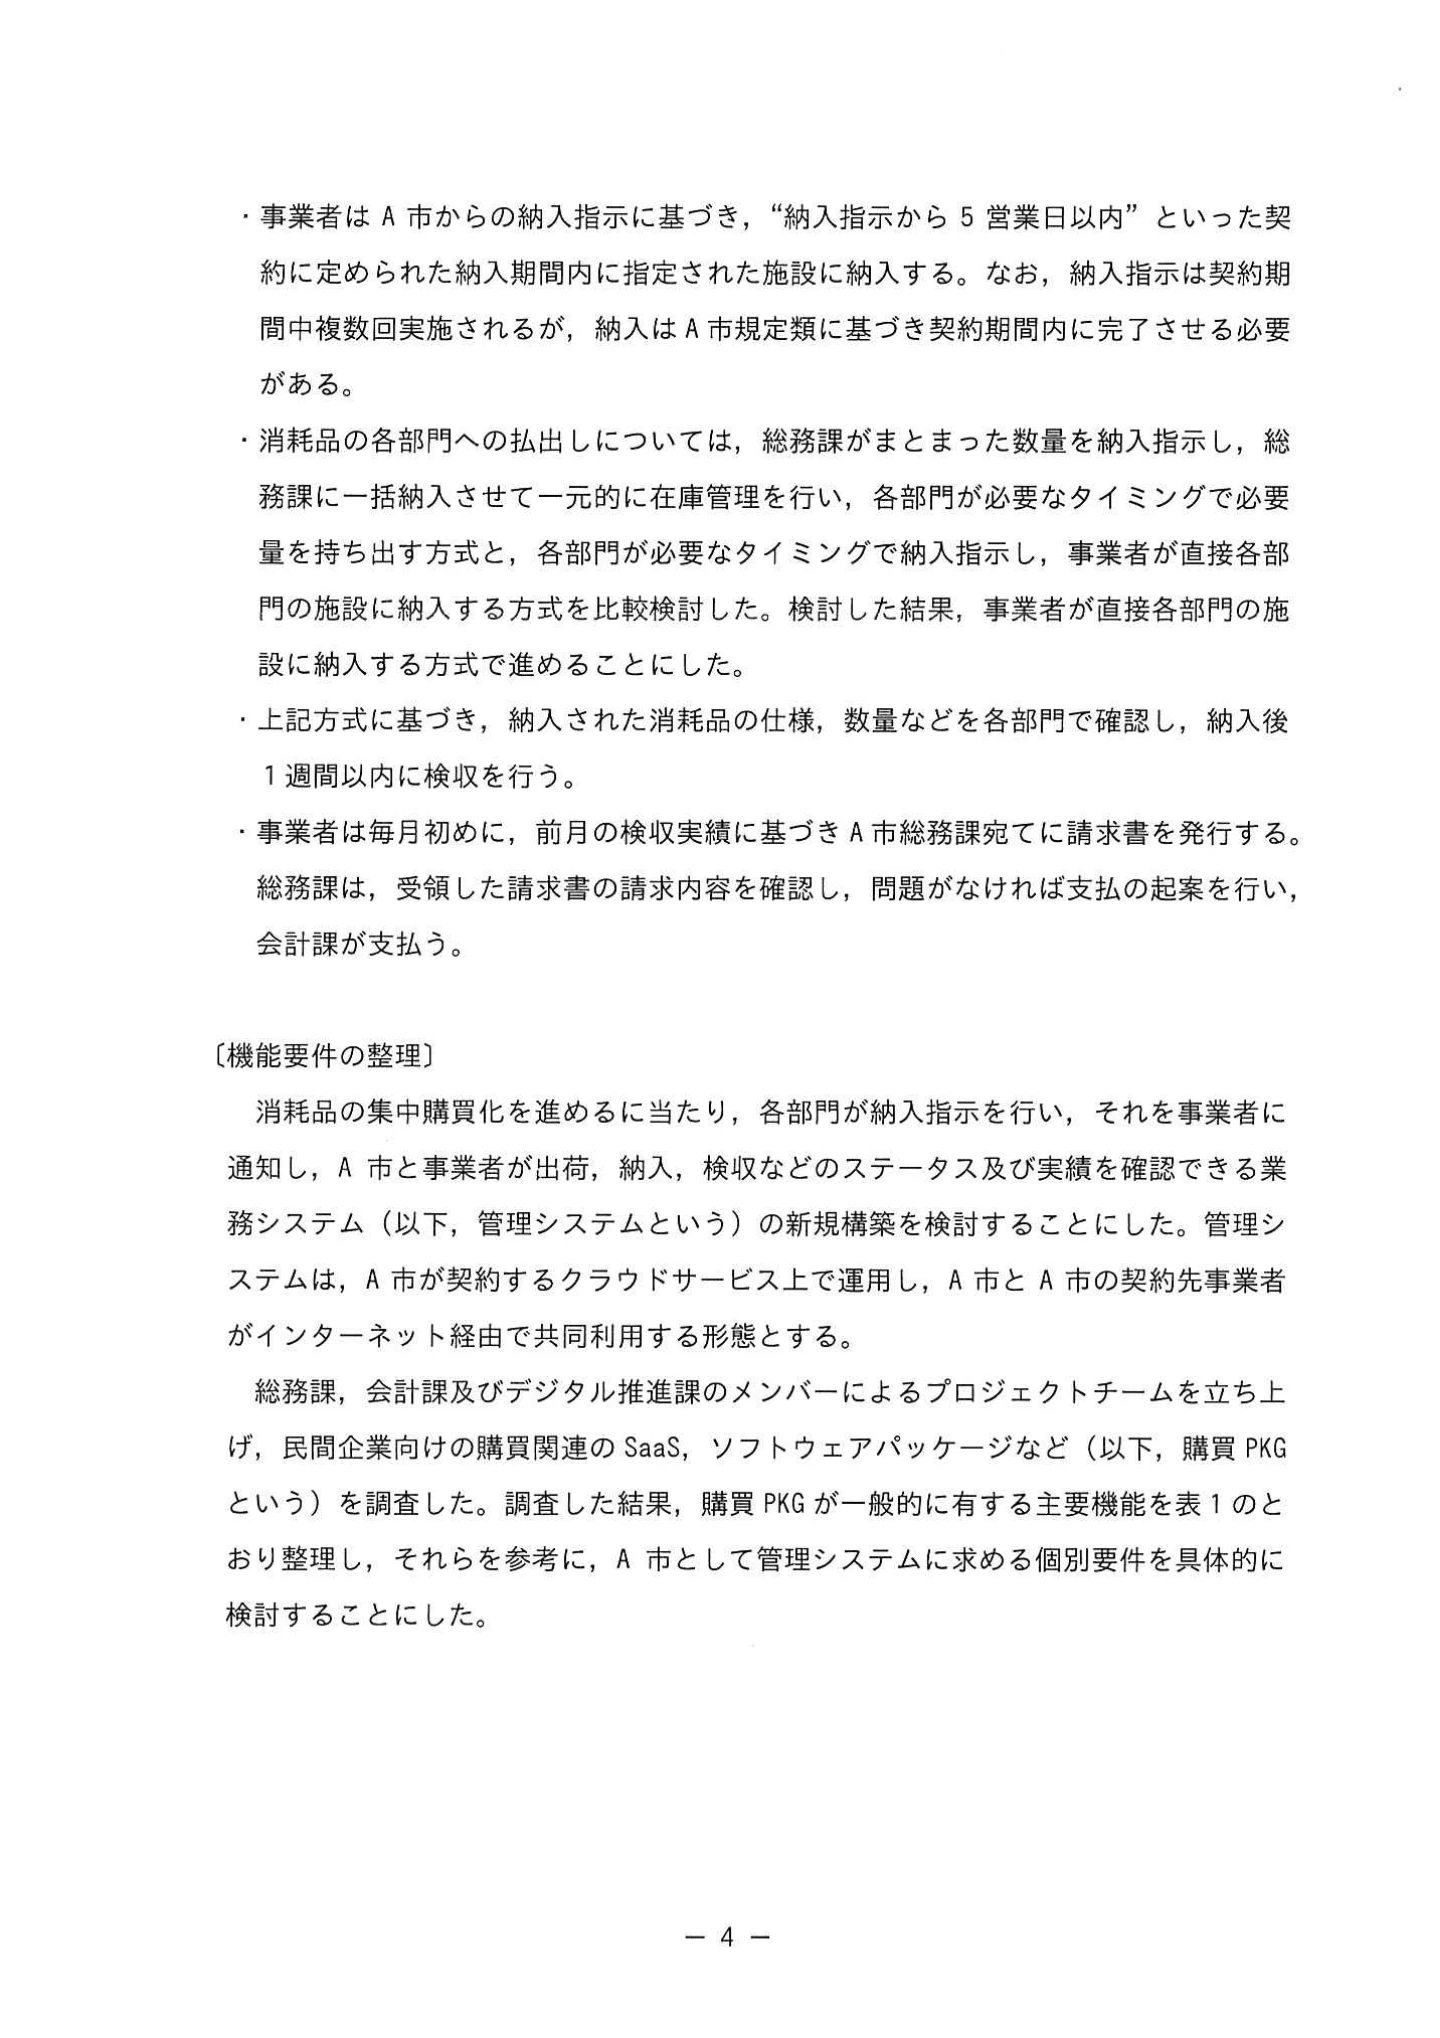 ・事業者は A 市からの納入指示に基づき，“納入指示から 5 営業日以内”といった契
約に定められた納入期間内に指定された施設に納入する。なお，納入指示は契約期
間中複数回実施されるが，納入は A 市規定類に基づき契約期間内に完了させる必要
がある。
・消耗品の各部門への払出しについては，総務課がまとまった数量を納入指示し，総
務課に一括納入させて一元的に在庫管理を行い，各部門が必要なタイミングで必要
量を持ち出す方式と，各部門が必要なタイミングで納入指示し，事業者が直接各部
門の施設に納入する方式を比較検討した。検討した結果，事業者が直接各部門の施
設に納入する方式で進めることにした。
・上記方式に基づき，納入された消耗品の仕様，数量などを各部門で確認し，納入後
1 週間以内に検収を行う。
・事業者は毎月初めに，前月の検収実績に基づき A 市総務課宛てに請求書を発行する。
総務課は，受領した請求書の請求内容を確認し，問題がなければ支払の起案を行い，
会計課が支払う。
〔機能要件の整理〕
消耗品の集中購買化を進めるに当たり，各部門が納入指示を行い，それを事業者に
通知し，A 市と事業者が出荷，納入，検収などのステータス及び実績を確認できる業
務システム（以下，管理システムという）の新規構築を検討することにした。管理シ
ステムは，A 市が契約するクラウドサービス上で運用し，A 市と A 市の契約先事業者
がインターネット経由で共同利用する形態とする。
総務課，会計課及びデジタル推進課のメンバーによるプロジェクトチームを立ち上
げ，民間企業向けの購買関連の SaaS，ソフトウェアパッケージなど（以下，購買 PKG
という）を調査した。調査した結果，購買 PKG が一般的に有する主要機能を表 1 のと
おり整理し，それらを参考に，A 市として管理システムに求める個別要件を具体的に
検討することにした。
－ 4 －